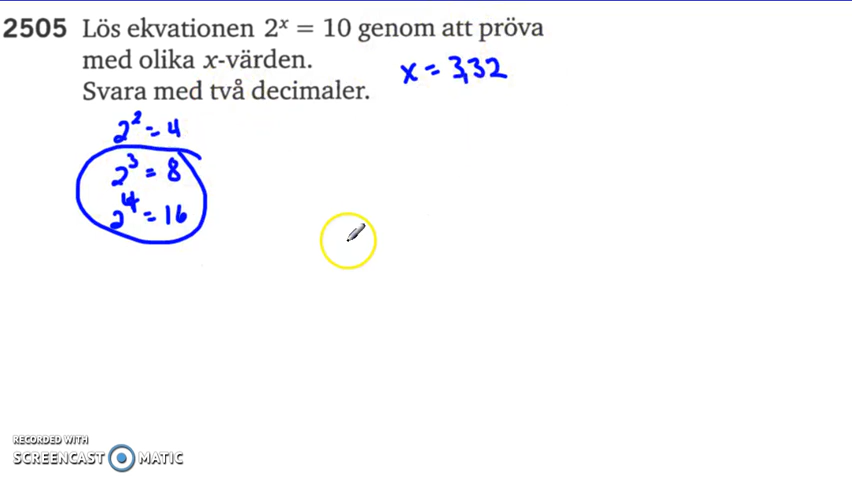 2505 Lös ekvationen 2ˣ = 10 genom att pröva
med olika x-värden.
Svara med två decimaler.
x = 3,32
2² = 4
2³ = 8
2⁴ = 16
RECORDED WITH
SCREENCAST MATIC